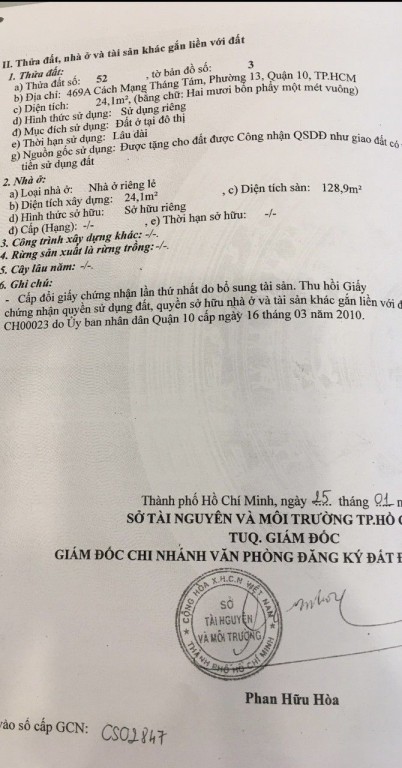 II. Thửa đất, nhà ở và tài sản khác gắn liền với đất
1. Thửa đất:
a) Thửa đất số: 52 , tờ bản đồ số: 3
b) Địa chỉ: 469A Cách Mạng Tháng Tám, Phường 13, Quận 10, TP.HCM
c) Diện tích: 24,1m², (bằng chữ: Hai mươi bốn phẩy một mét vuông)
d) Hình thức sử dụng: Sử dụng riêng
đ) Mục đích sử dụng: Đất ở tại đô thị
e) Thời hạn sử dụng: Lâu dài
g) Nguồn gốc sử dụng: Được tặng cho đất được Công nhận QSDĐ như giao đất có
tiền sử dụng đất
2. Nhà ở:
a) Loại nhà ở: Nhà ở riêng lẻ
b) Diện tích xây dựng: 24,1m² , c) Diện tích sàn: 128,9m²
d) Hình thức sở hữu: Sở hữu riêng
đ) Cấp (Hạng): -/- , e) Thời hạn sở hữu: -/-
3. Công trình xây dựng khác: -/-.
4. Rừng sản xuất là rừng trồng: -/-.
5. Cây lâu năm: -/-.
6. Ghi chú:
- Cấp đổi giấy chứng nhận lần thứ nhất do bổ sung tài sản. Thu hồi Giấy
chứng nhận quyền sử dụng đất, quyền sở hữu nhà ở và tài sản khác gắn liền với đ
CH00023 do Ủy ban nhân dân Quận 10 cấp ngày 16 tháng 03 năm 2010.
Thành phố Hồ Chí Minh, ngày 25 tháng 01 n
SỞ TÀI NGUYÊN VÀ MÔI TRƯỜNG TP.HỒ C
TUQ. GIÁM ĐỐC
GIÁM ĐỐC CHI NHÁNH VĂN PHÒNG ĐĂNG KÝ ĐẤT Đ
CỘNG HÒA X.H.C.N VIỆT NAM
SỞ
TÀI NGUYÊN
VÀ MÔI TRƯỜNG
THÀNH PHỐ HỒ CHÍ MINH
Phan Hữu Hòa
vào sổ cấp GCN: CS02847